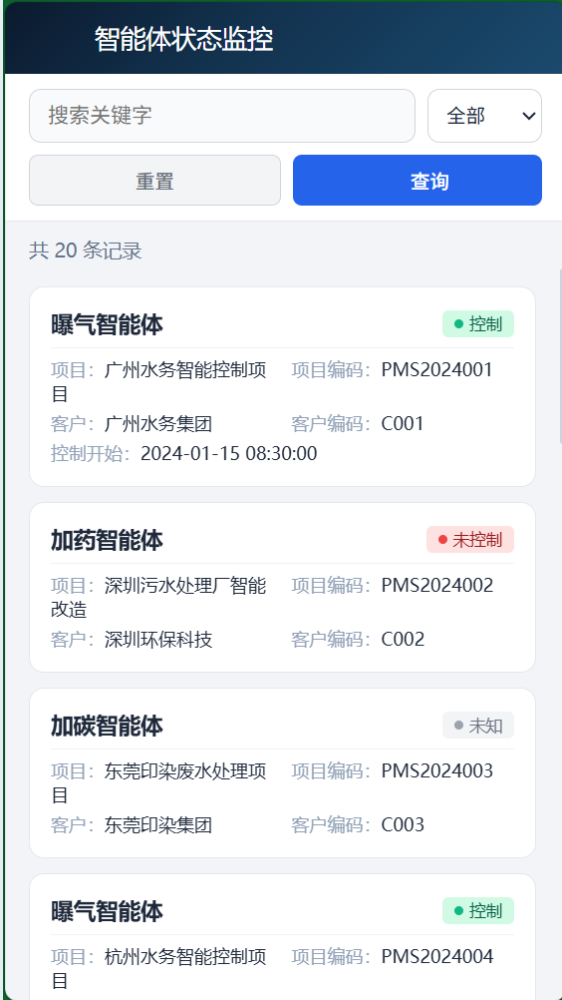 智能体状态监控
搜索关键字 全部
重置 查询
共 20 条记录
曝气智能体 控制
项目：广州水务智能控制项 项目编码：PMS2024001
目
客户：广州水务集团 客户编码：C001
控制开始：2024-01-15 08:30:00
加药智能体 未控制
项目：深圳污水处理厂智能 项目编码：PMS2024002
改造
客户：深圳环保科技 客户编码：C002
加碳智能体 未知
项目：东莞印染废水处理项 项目编码：PMS2024003
目
客户：东莞印染集团 客户编码：C003
曝气智能体 控制
项目：杭州水务智能控制项 项目编码：PMS2024004
目